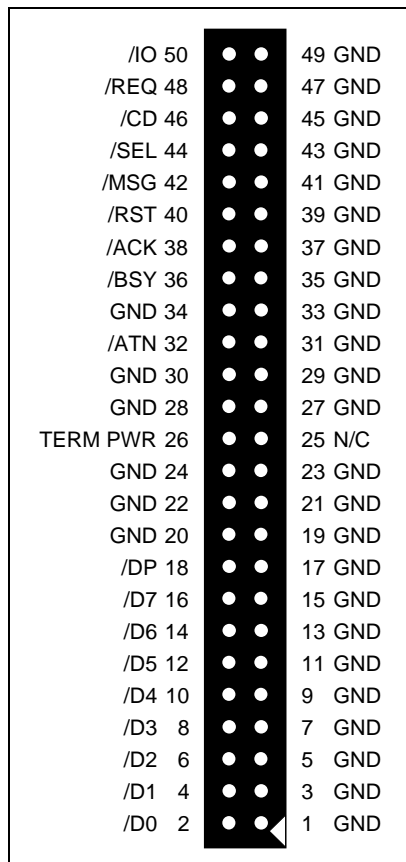 /IO 50 49 GND
/REQ 48 47 GND
/CD 46 45 GND
/SEL 44 43 GND
/MSG 42 41 GND
/RST 40 39 GND
/ACK 38 37 GND
/BSY 36 35 GND
GND 34 33 GND
/ATN 32 31 GND
GND 30 29 GND
GND 28 27 GND
TERM PWR 26 25 N/C
GND 24 23 GND
GND 22 21 GND
GND 20 19 GND
/DP 18 17 GND
/D7 16 15 GND
/D6 14 13 GND
/D5 12 11 GND
/D4 10 9 GND
/D3 8 7 GND
/D2 6 5 GND
/D1 4 3 GND
/D0 2 1 GND